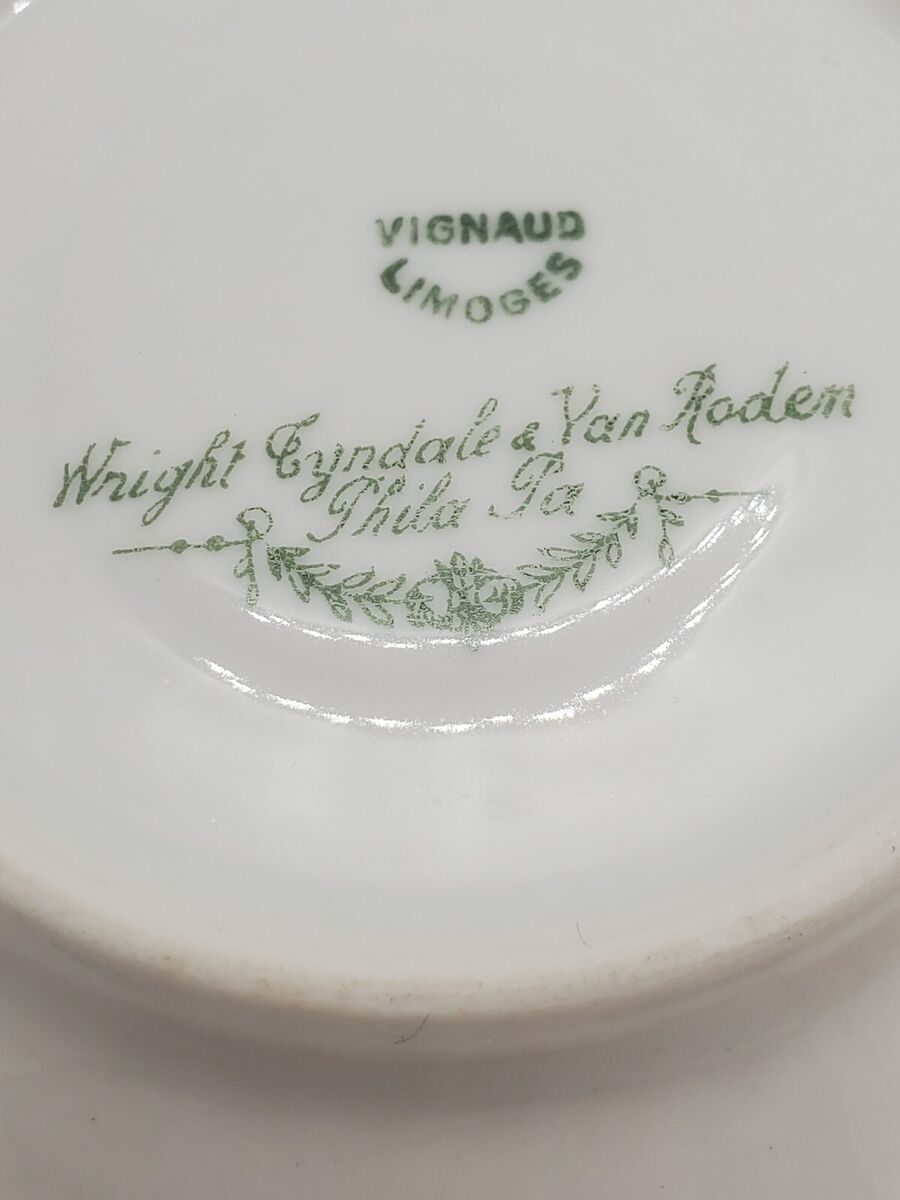 VIGNAUD
LIMOGES
Wright Tyndale & Van Roden
Phila Pa